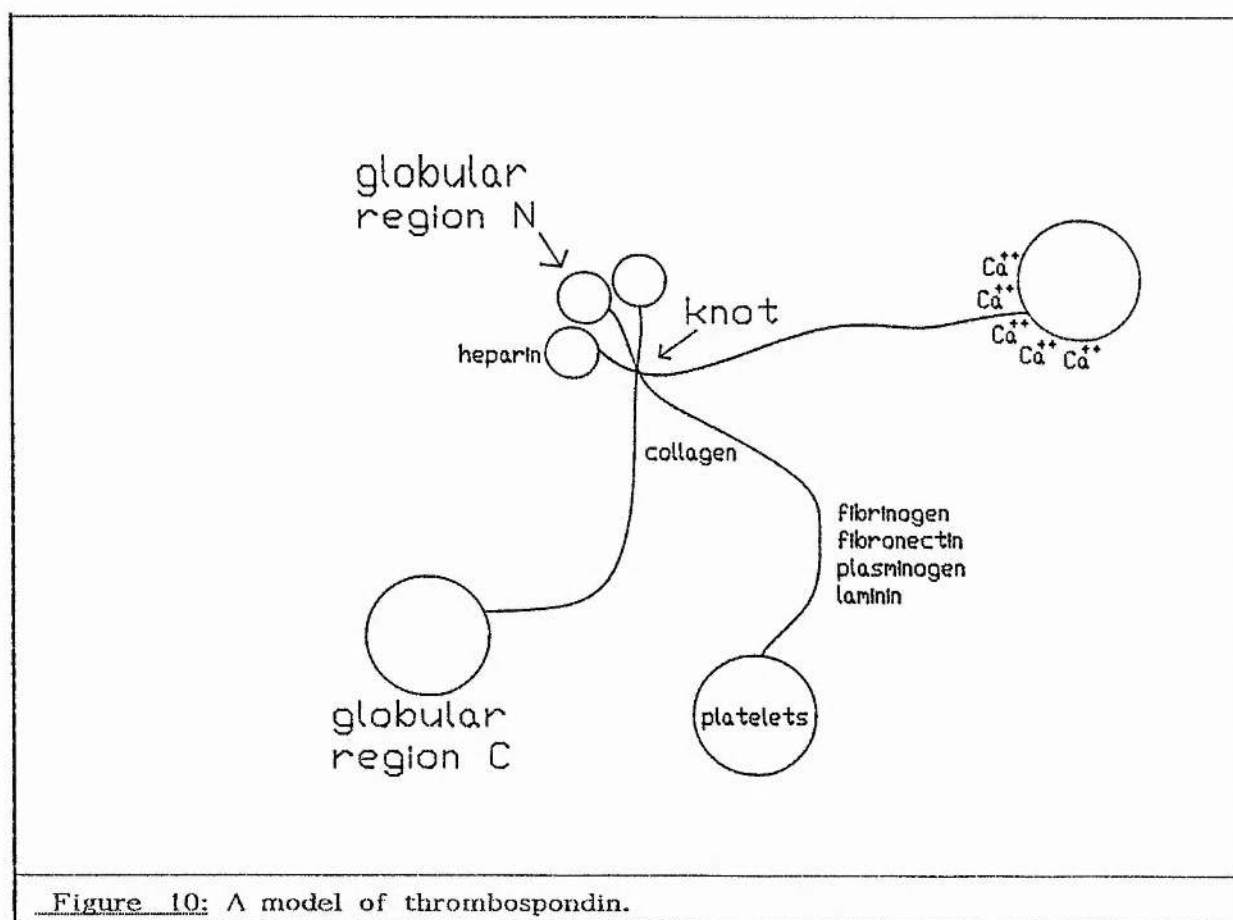 globular
region N
knot
heparin
Ca++
Ca++
Ca++
Ca++
Ca++
collagen
fibrinogen
fibronectin
plasminogen
laminin
platelets
globular
region C
Figure 10: A model of thrombospondin.